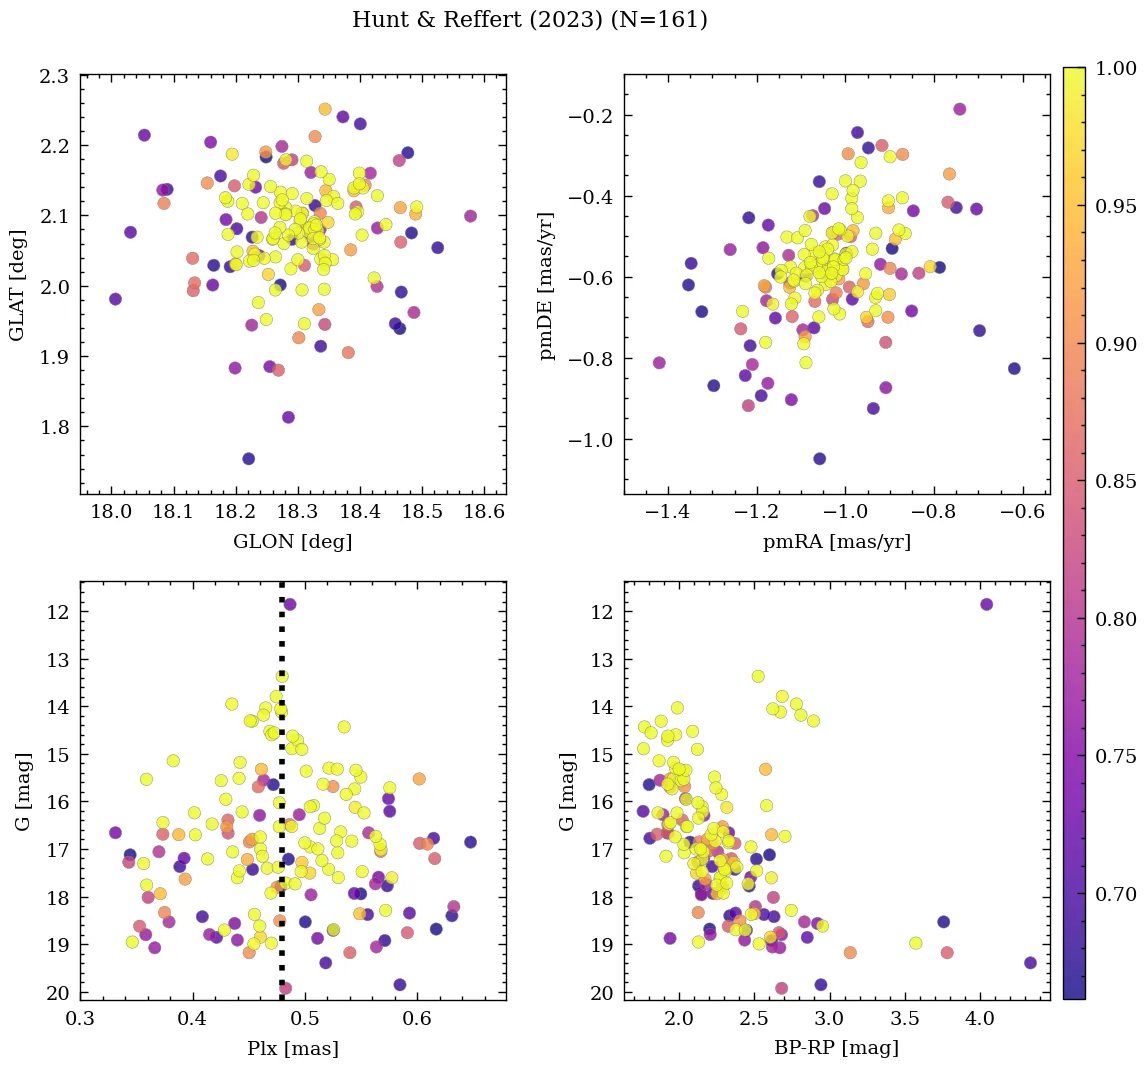 Hunt & Reffert (2023) (N=161)
2.3
2.2
2.1
2.0
1.9
1.8
GLAT [deg]
18.0 18.1 18.2 18.3 18.4 18.5 18.6
GLON [deg]
−0.2
−0.4
−0.6
−0.8
−1.0
pmDE [mas/yr]
−1.4 −1.2 −1.0 −0.8 −0.6
pmRA [mas/yr]
12
13
14
15
16
17
18
19
20
G [mag]
0.3 0.4 0.5 0.6
Plx [mas]
12
13
14
15
16
17
18
19
20
G [mag]
2.0 2.5 3.0 3.5 4.0
BP-RP [mag]
1.00
0.95
0.90
0.85
0.80
0.75
0.70